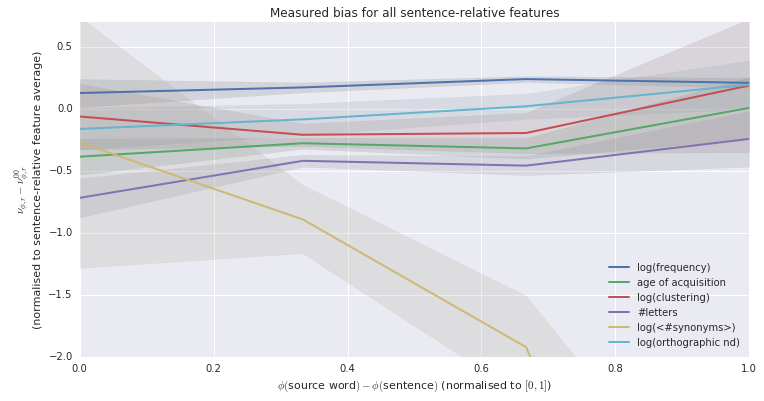 Measured bias for all sentence-relative features
ν_{ϕ,r} − ν^{00}_{ϕ,r}
(normalised to sentence-relative feature average)
0.5
0.0
−0.5
−1.0
−1.5
−2.0
log(frequency)
age of acquisition
log(clustering)
#letters
log(<#synonyms>)
log(orthographic nd)
0.0 0.2 0.4 0.6 0.8 1.0
ϕ(source word) − ϕ(sentence) (normalised to [0, 1])